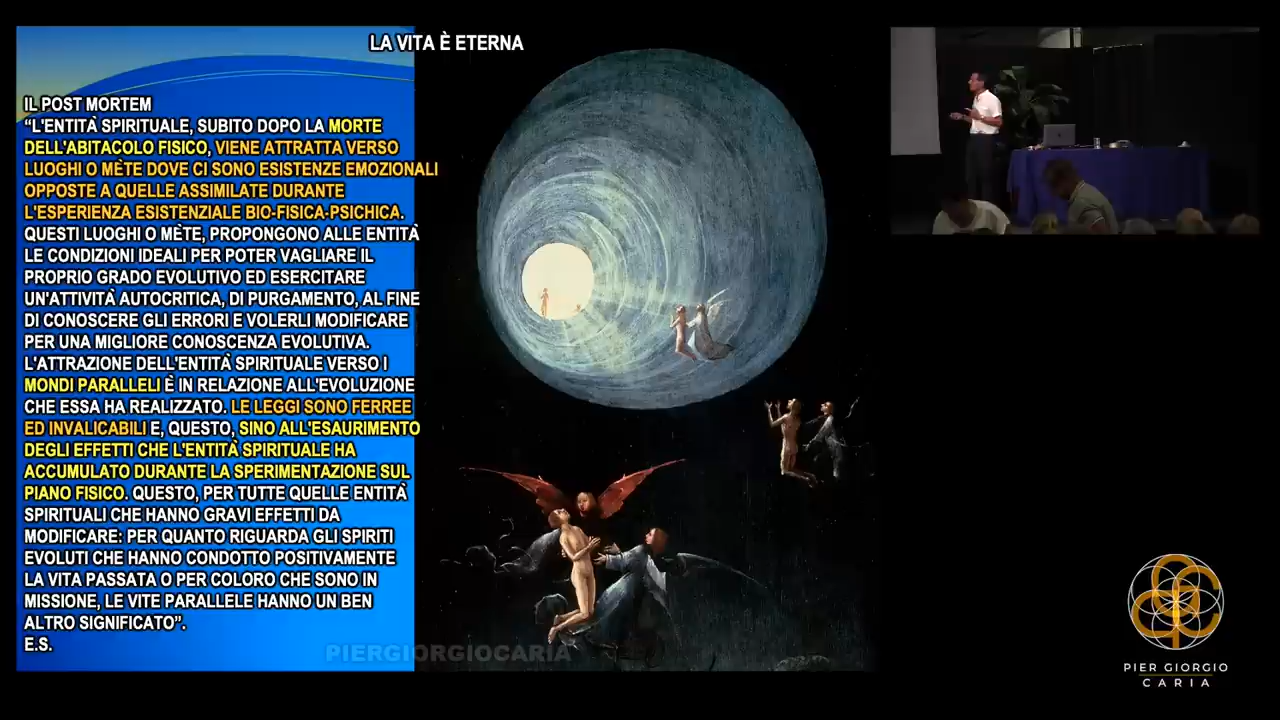 LA VITA È ETERNA
IL POST MORTEM
“L'ENTITÀ SPIRITUALE, SUBITO DOPO LA MORTE
DELL'ABITACOLO FISICO, VIENE ATTRATTA VERSO
LUOGHI O MÈTE DOVE CI SONO ESISTENZE EMOZIONALI
OPPOSTE A QUELLE ASSIMILATE DURANTE
L'ESPERIENZA ESISTENZIALE BIO-FISICA-PSICHICA.
QUESTI LUOGHI O MÈTE, PROPONGONO ALLE ENTITÀ
LE CONDIZIONI IDEALI PER POTER VAGLIARE IL
PROPRIO GRADO EVOLUTIVO ED ESERCITARE
UN'ATTIVITÀ AUTOCRITICA, DI PURGAMENTO, AL FINE
DI CONOSCERE GLI ERRORI E VOLERLI MODIFICARE
PER UNA MIGLIORE CONOSCENZA EVOLUTIVA.
L'ATTRAZIONE DELL'ENTITÀ SPIRITUALE VERSO I
MONDI PARALLELI È IN RELAZIONE ALL'EVOLUZIONE
CHE ESSA HA REALIZZATO. LE LEGGI SONO FERREE
ED INVALICABILI E, QUESTO, SINO ALL'ESAURIMENTO
DEGLI EFFETTI CHE L'ENTITÀ SPIRITUALE HA
ACCUMULATO DURANTE LA SPERIMENTAZIONE SUL
PIANO FISICO. QUESTO, PER TUTTE QUELLE ENTITÀ
SPIRITUALI CHE HANNO GRAVI EFFETTI DA
MODIFICARE: PER QUANTO RIGUARDA GLI SPIRITI
EVOLUTI CHE HANNO CONDOTTO POSITIVAMENTE
LA VITA PASSATA O PER COLORO CHE SONO IN
MISSIONE, LE VITE PARALLELE HANNO UN BEN
ALTRO SIGNIFICATO”.
E.S.
PIERGIORGIOCARIA
PIER GIORGIO
CARIA